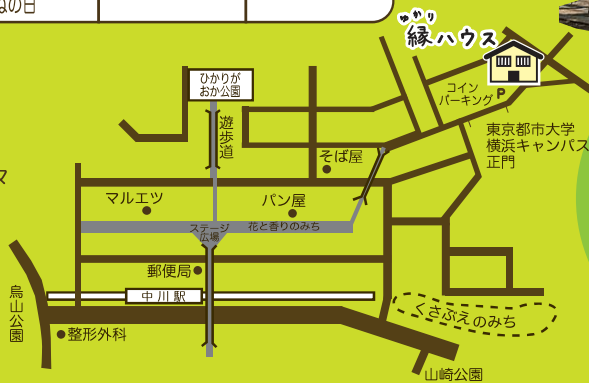 の日
ゆかり
縁ハウス
ひかりが
おか公園
コイン
パーキング P
遊歩道
東京都市大学
横浜キャンパス
正門
そば屋
マルエツ
パン屋
ステージ
広場
花と香りのみち
郵便局
中川駅
烏山公園
整形外科
くさぶえのみち
山崎公園